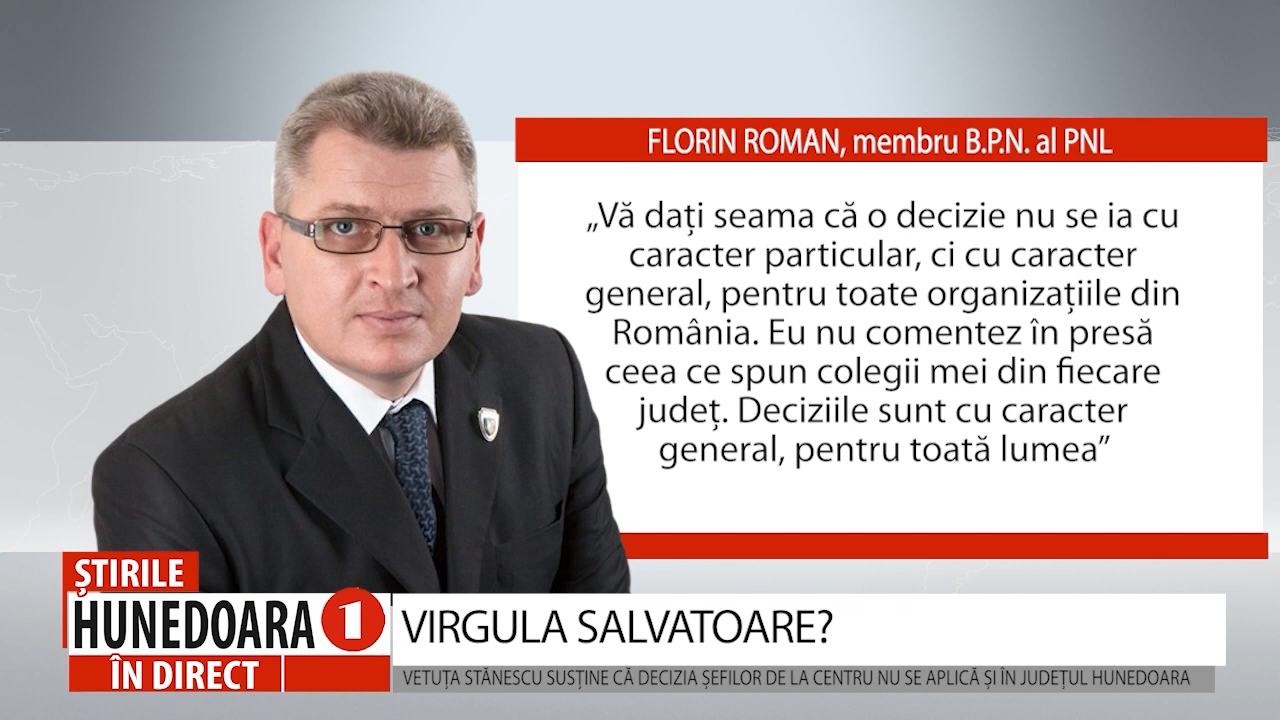 FLORIN ROMAN, membru B.P.N. al PNL
„Vă dați seama că o decizie nu se ia cu
caracter particular, ci cu caracter
general, pentru toate organizațiile din
România. Eu nu comentez în presă
ceea ce spun colegii mei din fiecare
județ. Deciziile sunt cu caracter
general, pentru toată lumea”
ȘTIRILE
HUNEDOARA 1
ÎN DIRECT
VIRGULA SALVATOARE?
VETUȚA STĂNESCU SUSȚINE CĂ DECIZIA ȘEFILOR DE LA CENTRU NU SE APLICĂ ȘI ÎN JUDEȚUL HUNEDOARA